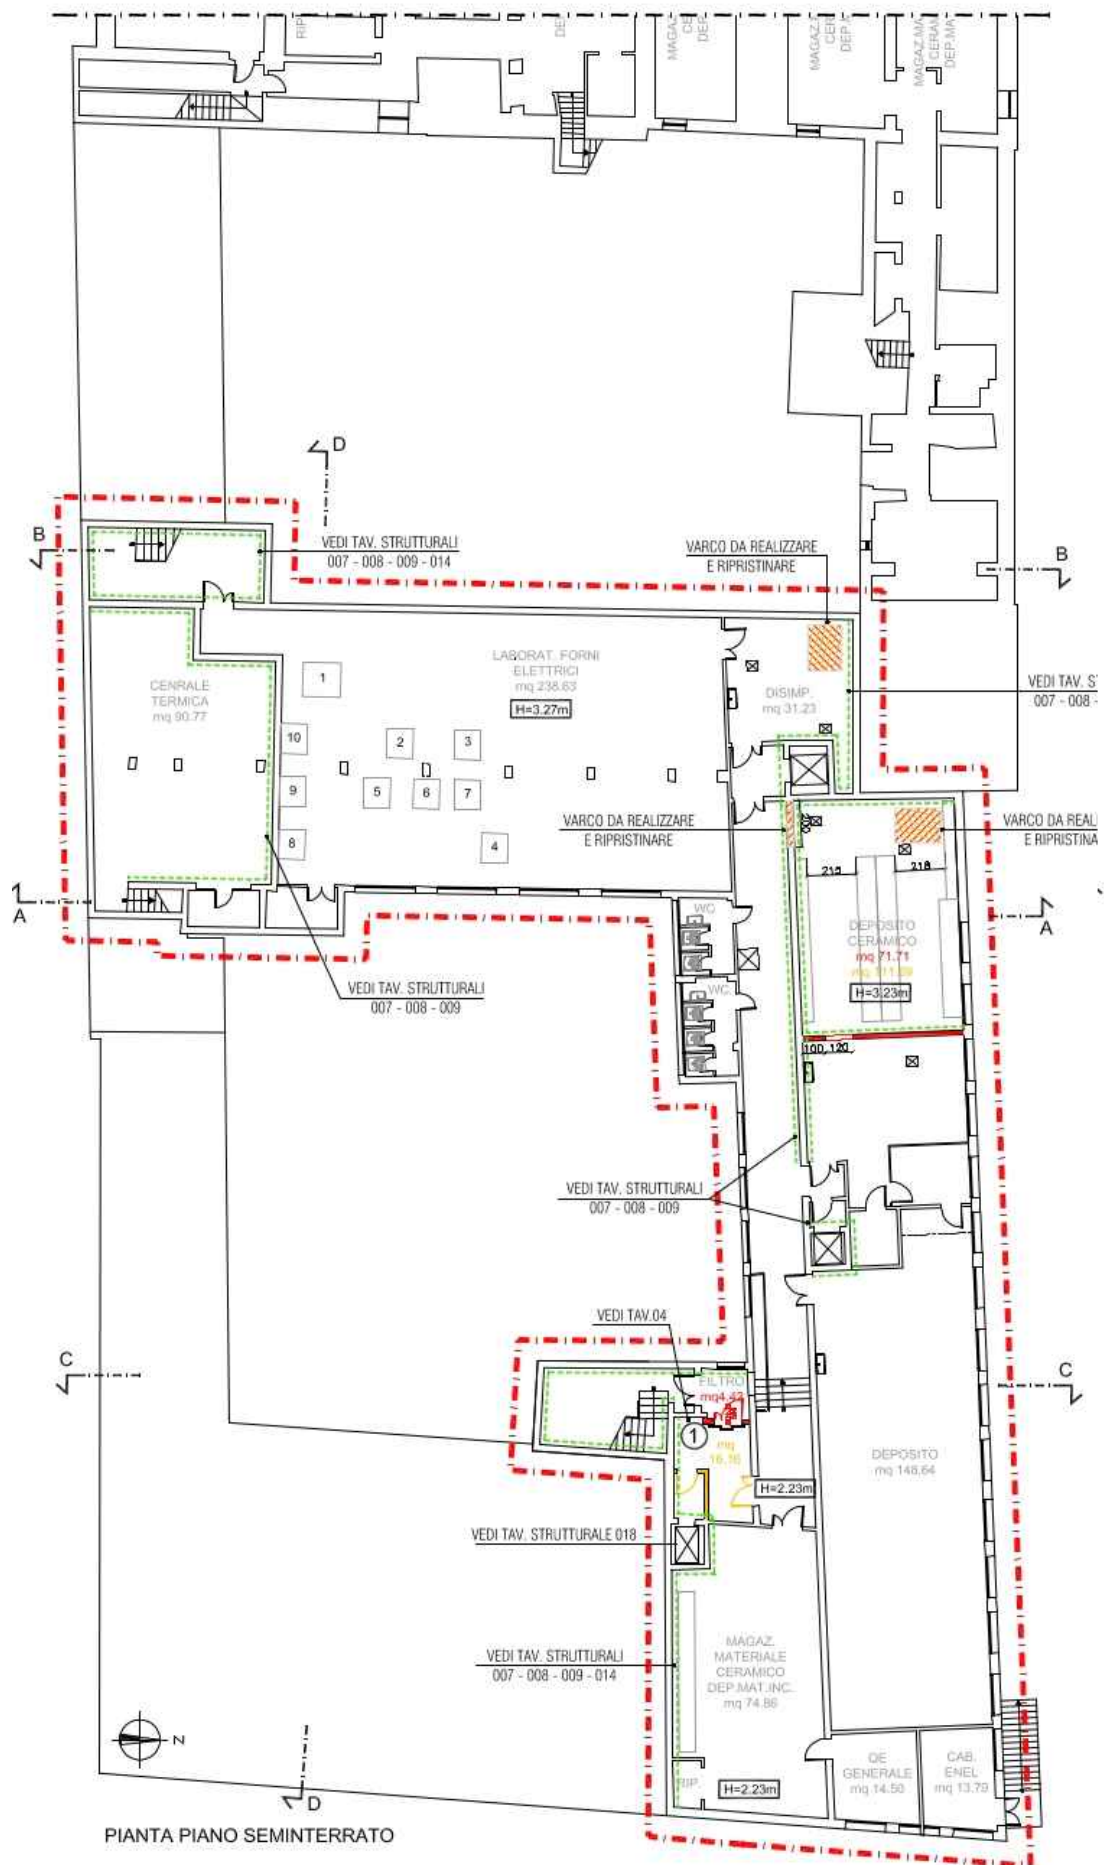 RIP.
MAGAZ.
MAGAZ.MA
CERAM
DEP.MA
D
B
VEDI TAV. STRUTTURALI
007 - 008 - 009 - 014
VARCO DA REALIZZARE
E RIPRISTINARE
B
CENRALE
TERMICA
mq 90.77
LABORAT. FORNI
ELETTRICI
mq 238.63
H=3.27m
1
2
3
10
9
5
6
7
8
4
DISIMP.
mq 31.23
VEDI TAV. S
007 - 008 -
VARCO DA REALIZZARE
E RIPRISTINARE
VARCO DA REAL
E RIPRISTINA
215
218
A
A
WC
DEPOSITO
CERAMICO
mq 71.71
H=3.23m
VEDI TAV. STRUTTURALI
007 - 008 - 009
WC.
100, 120
VEDI TAV. STRUTTURALI
007 - 008 - 009
VEDI TAV.04
C
C
FILTRO
mq4.42
1
mq
16.16
H=2.23m
DEPOSITO
mq 148.64
VEDI TAV. STRUTTURALE 018
VEDI TAV. STRUTTURALI
007 - 008 - 009 - 014
MAGAZ.
MATERIALE
CERAMICO
DEP.MAT.INC.
mq 74.86
N
RIP.
H=2.23m
QE
GENERALE
mq 14.50
CAB.
ENEL
mq 13.79
D
PIANTA PIANO SEMINTERRATO